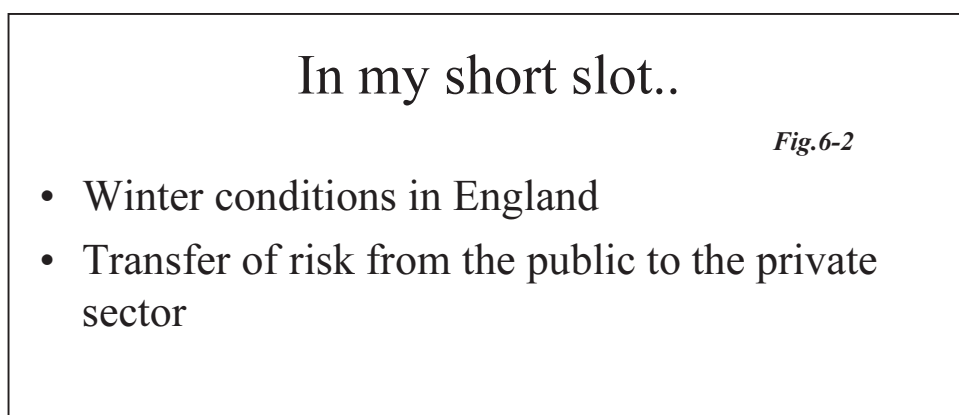 In my short slot..
Fig.6-2
• Winter conditions in England
• Transfer of risk from the public to the private
sector